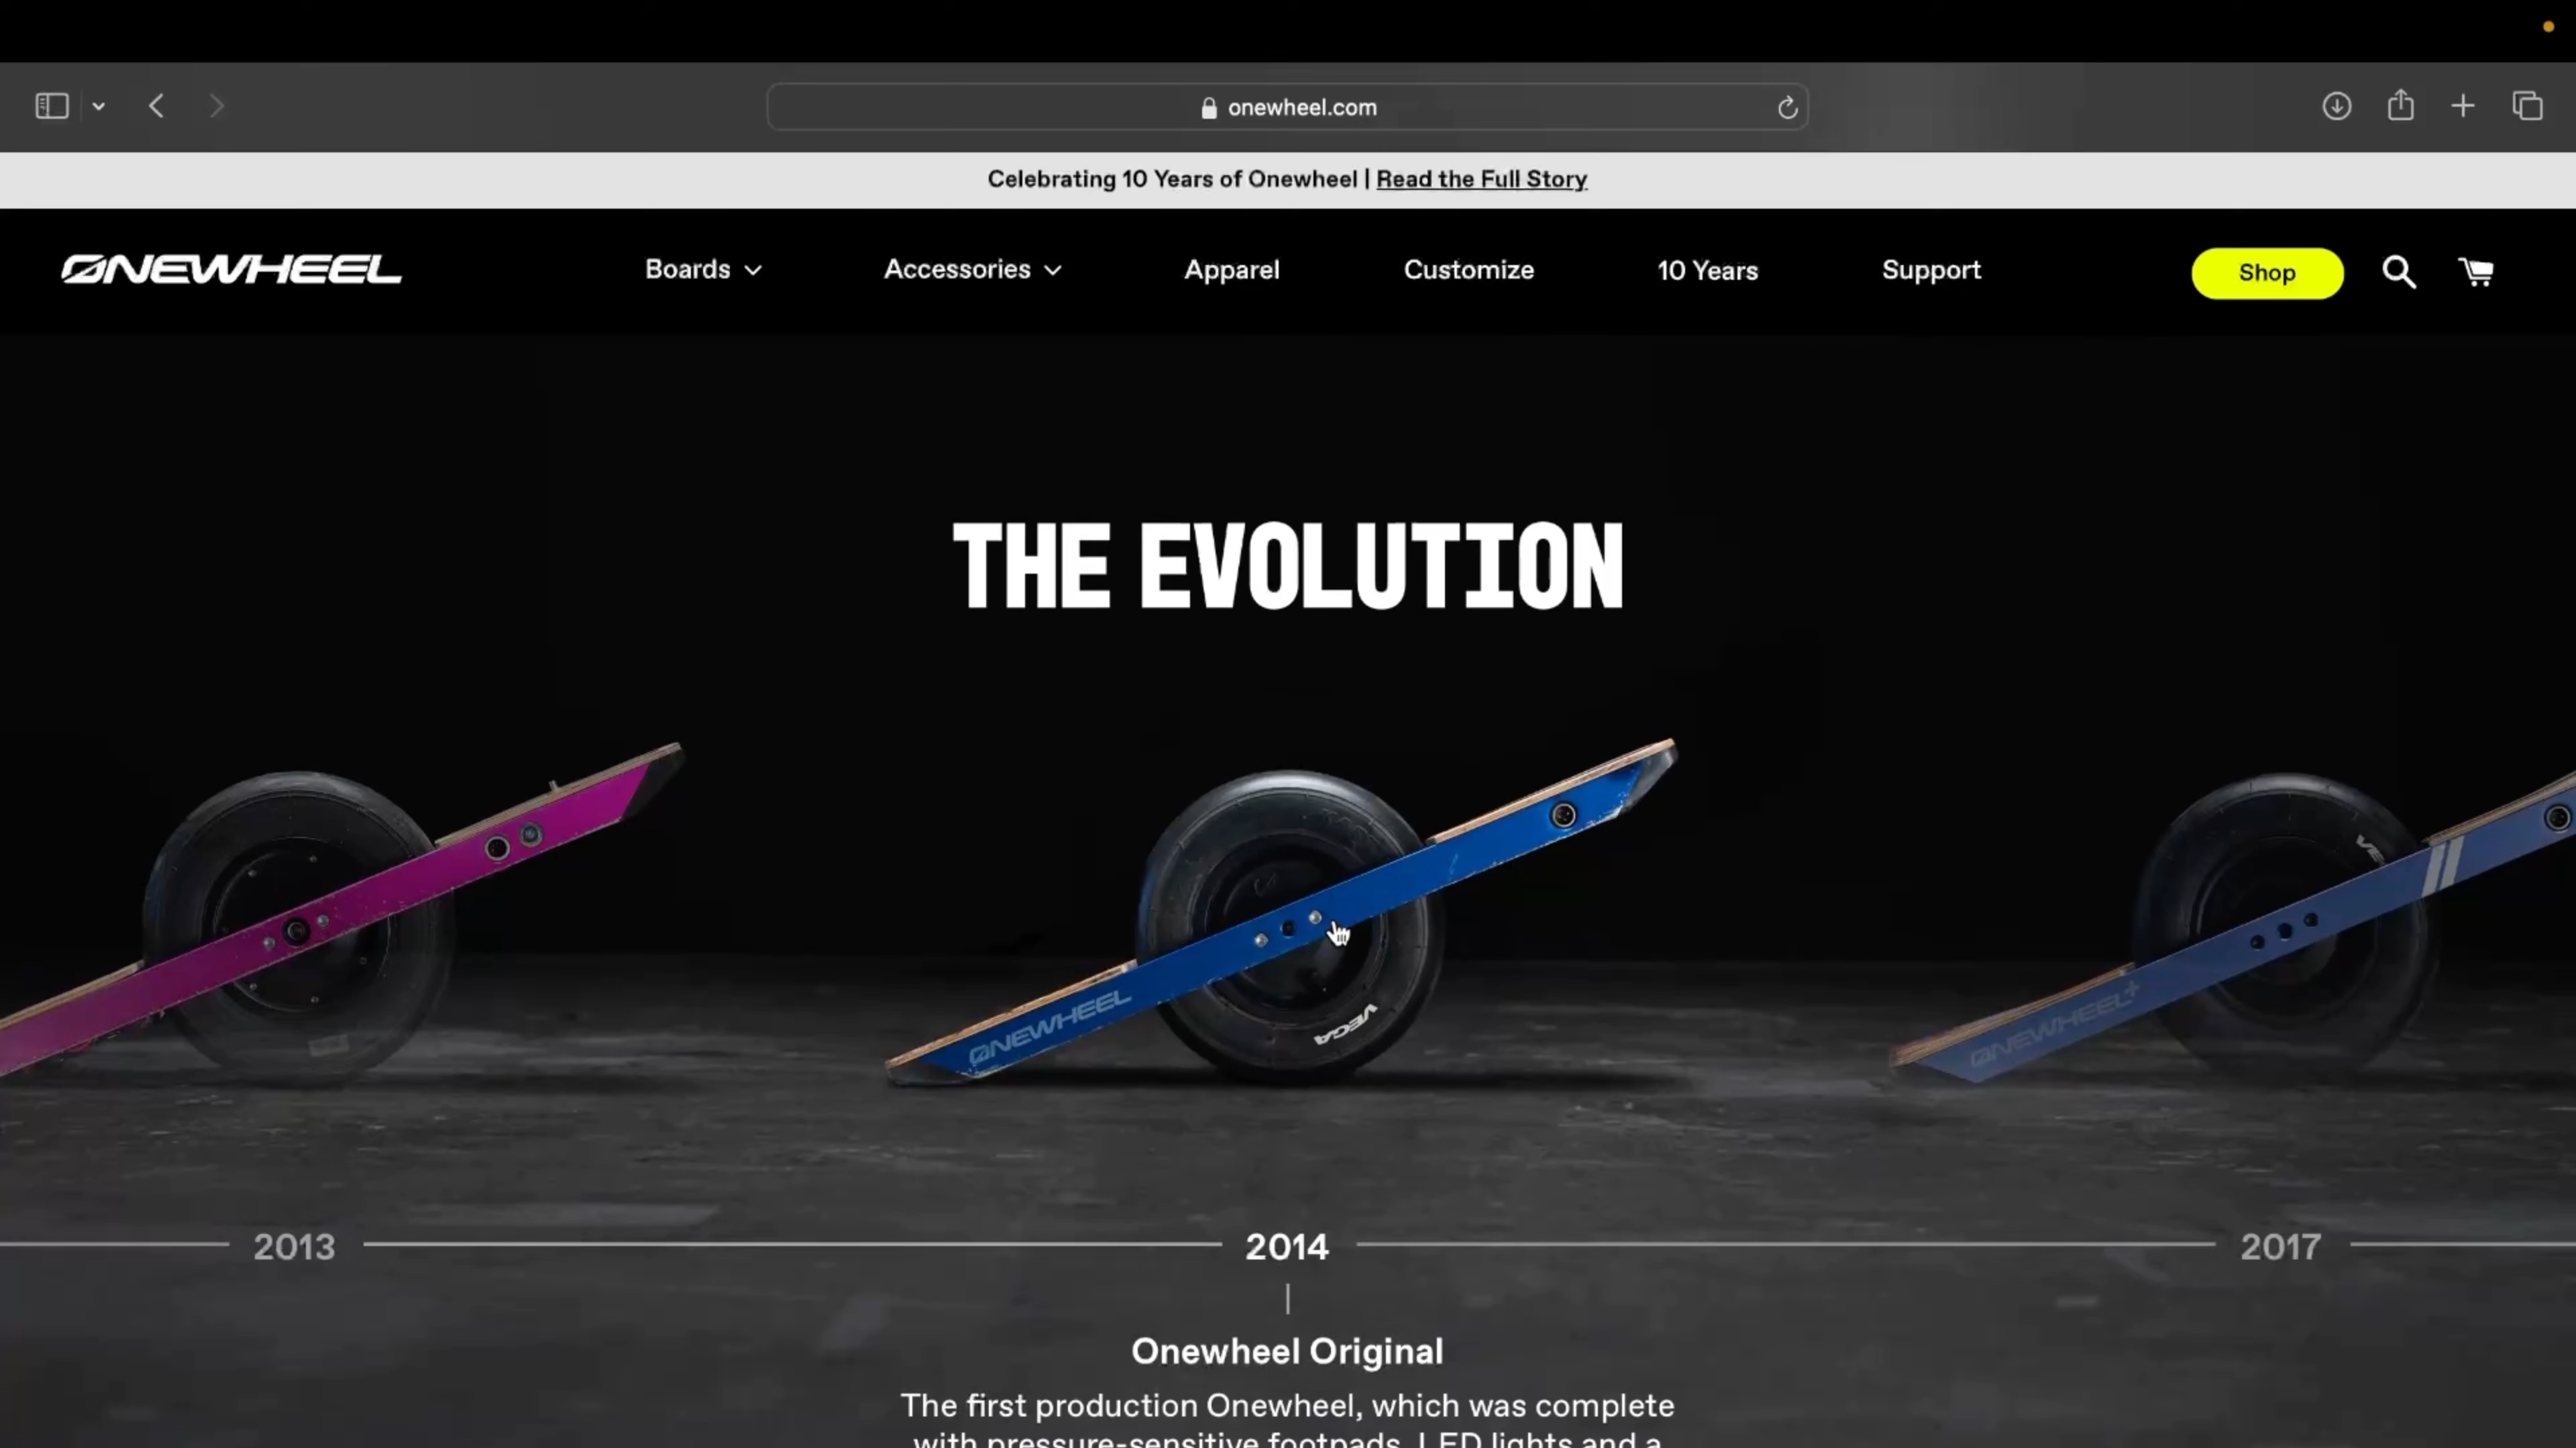 onewheel.com
Celebrating 10 Years of Onewheel | Read the Full Story
ONEWHEEL
Boards
Accessories
Apparel
Customize
10 Years
Support
Shop
THE EVOLUTION
ONEWHEEL
VEGA
ONEWHEEL+
2013
2014
2017
Onewheel Original
The first production Onewheel, which was complete
with pressure-sensitive footpads, LED lights and a